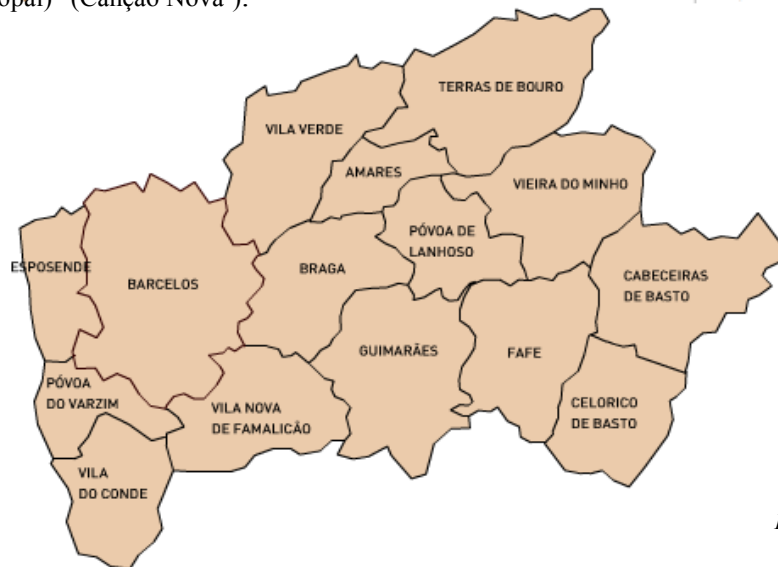 (Canção Nova ).
TERRAS DE BOURO
VILA VERDE
AMARES
VIEIRA DO MINHO
PÓVOA DE
LANHOSO
ESPOSENDE
BARCELOS
BRAGA
CABECEIRAS
DE BASTO
GUIMARÃES
FAFE
PÓVOA
DO VARZIM
VILA NOVA
DE FAMALICÃO
CELORICO
DE BASTO
VILA
DO CONDE